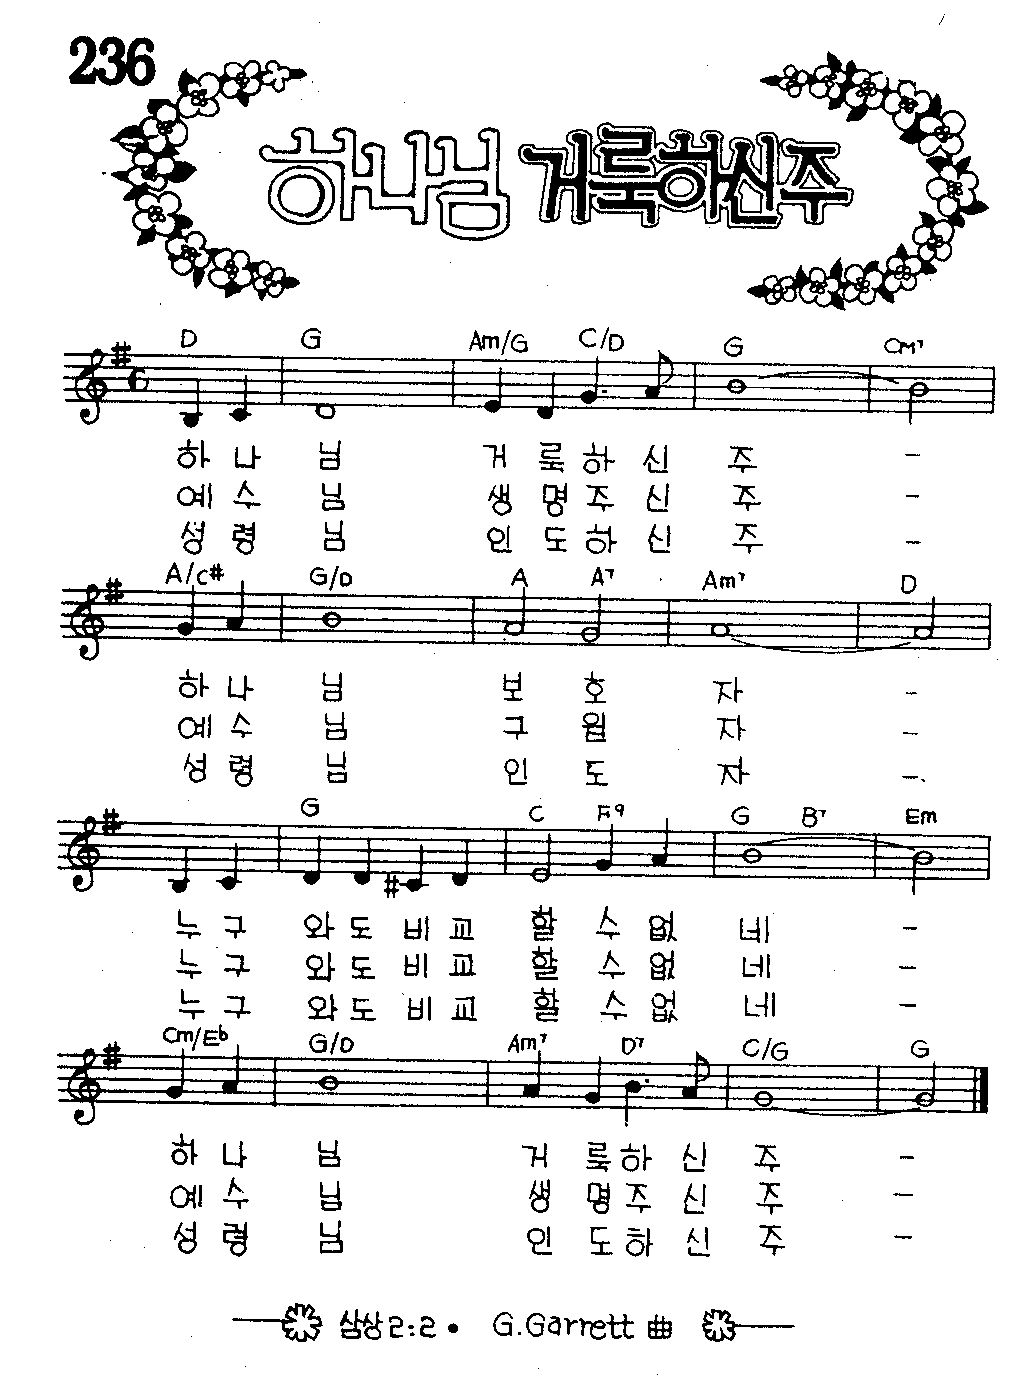 236
하나님 거룩하신주
D G Am/G C/D G Cm7
하 나 님 거 룩 하 신 주 -
예 수 님 생 명 주 신 주 -
성 령 님 인 도 하 신 주 -
A/C# G/D A A7 Am7 D
하 나 님 보 호 자 -
예 수 님 구 원 자 -
성 령 님 인 도 자 -
G C F#9 G B7 Em
누 구 와 도 비 교 할 수 없 네 -
누 구 와 도 비 교 할 수 없 네 -
누 구 와 도 비 교 할 수 없 네 -
Cm/Eb G/D Am7 D7 C/G G
하 나 님 거 룩 하 신 주 -
예 수 님 생 명 주 신 주 -
성 령 님 인 도 하 신 주 -
삼상 2:2 • G.Garrett 曲